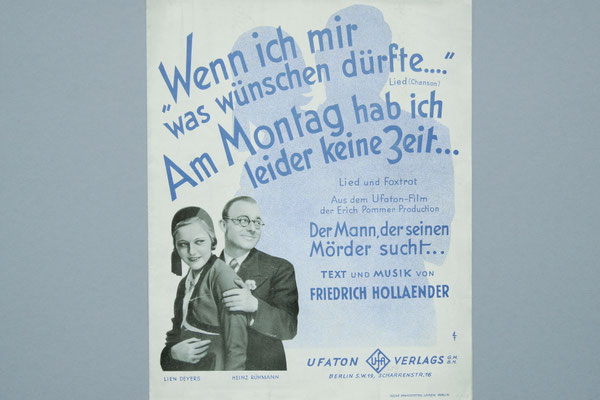 "Wenn ich mir
was wünschen dürfte...."
Lied (Chanson)
Am Montag hab ich
leider keine Zeit...
Lied und Foxtrot
Aus dem Ufaton-Film
der Erich Pommer Production
Der Mann, der seinen
Mörder sucht...
TEXT UND MUSIK VON
FRIEDRICH HOLLAENDER
LIEN DEYERS HEINZ RÜHMANN
UFATON Ufa VERLAGS G.M.B.H.
BERLIN S.W.19, SCHARRENSTR.